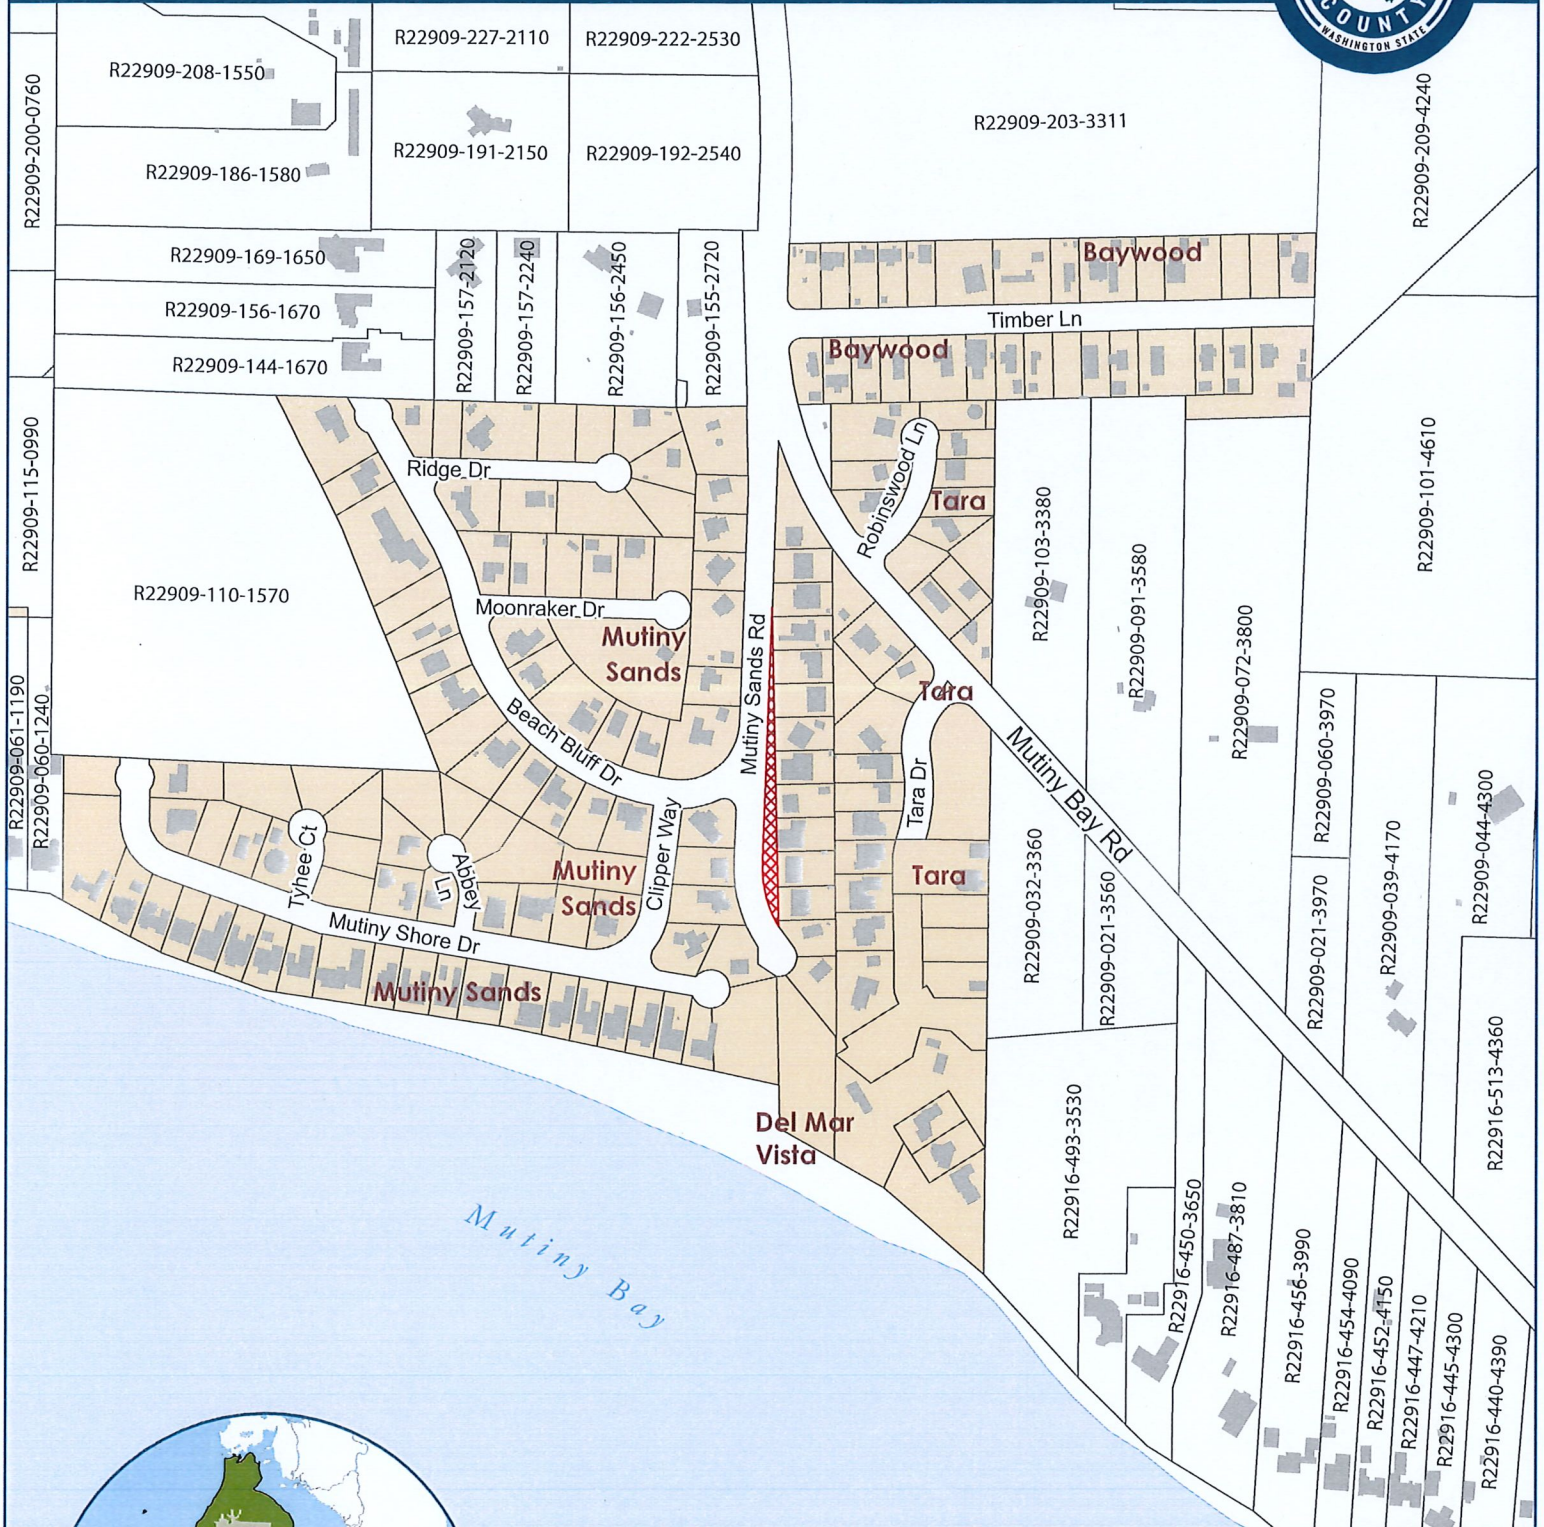 COUNTY
WASHINGTON STATE
R22909-227-2110
R22909-222-2530
R22909-208-1550
R22909-200-0760
R22909-203-3311
R22909-209-4240
R22909-191-2150
R22909-192-2540
R22909-186-1580
R22909-169-1650
R22909-156-1670
R22909-144-1670
R22909-157-2120
R22909-157-2240
R22909-156-2450
R22909-155-2720
Baywood
Timber Ln
Baywood
R22909-115-0990
R22909-110-1570
Ridge Dr
Robinswood Ln
Tara
R22909-103-3380
R22909-091-3580
R22909-072-3800
R22909-101-4610
Moonraker Dr
Mutiny
Sands
Mutiny Sands Rd
Tara
Beach Bluff Dr
Mutiny Bay Rd
Tara Dr
R22909-061-1190
R22909-060-1240
R22909-060-3970
R22909-039-4170
R22909-044-4300
Tyhee Ct
Abbey
Ln
Mutiny
Sands
Clipper Way
Tara
R22909-032-3360
R22909-021-3560
R22909-021-3970
Mutiny Shore Dr
Mutiny Sands
R22916-513-4360
Del Mar
Vista
R22916-493-3530
R22916-450-3650
R22916-487-3810
R22916-456-3990
R22916-454-4090
R22916-452-4150
R22916-447-4210
R22916-445-4300
R22916-440-4390
Mutiny Bay